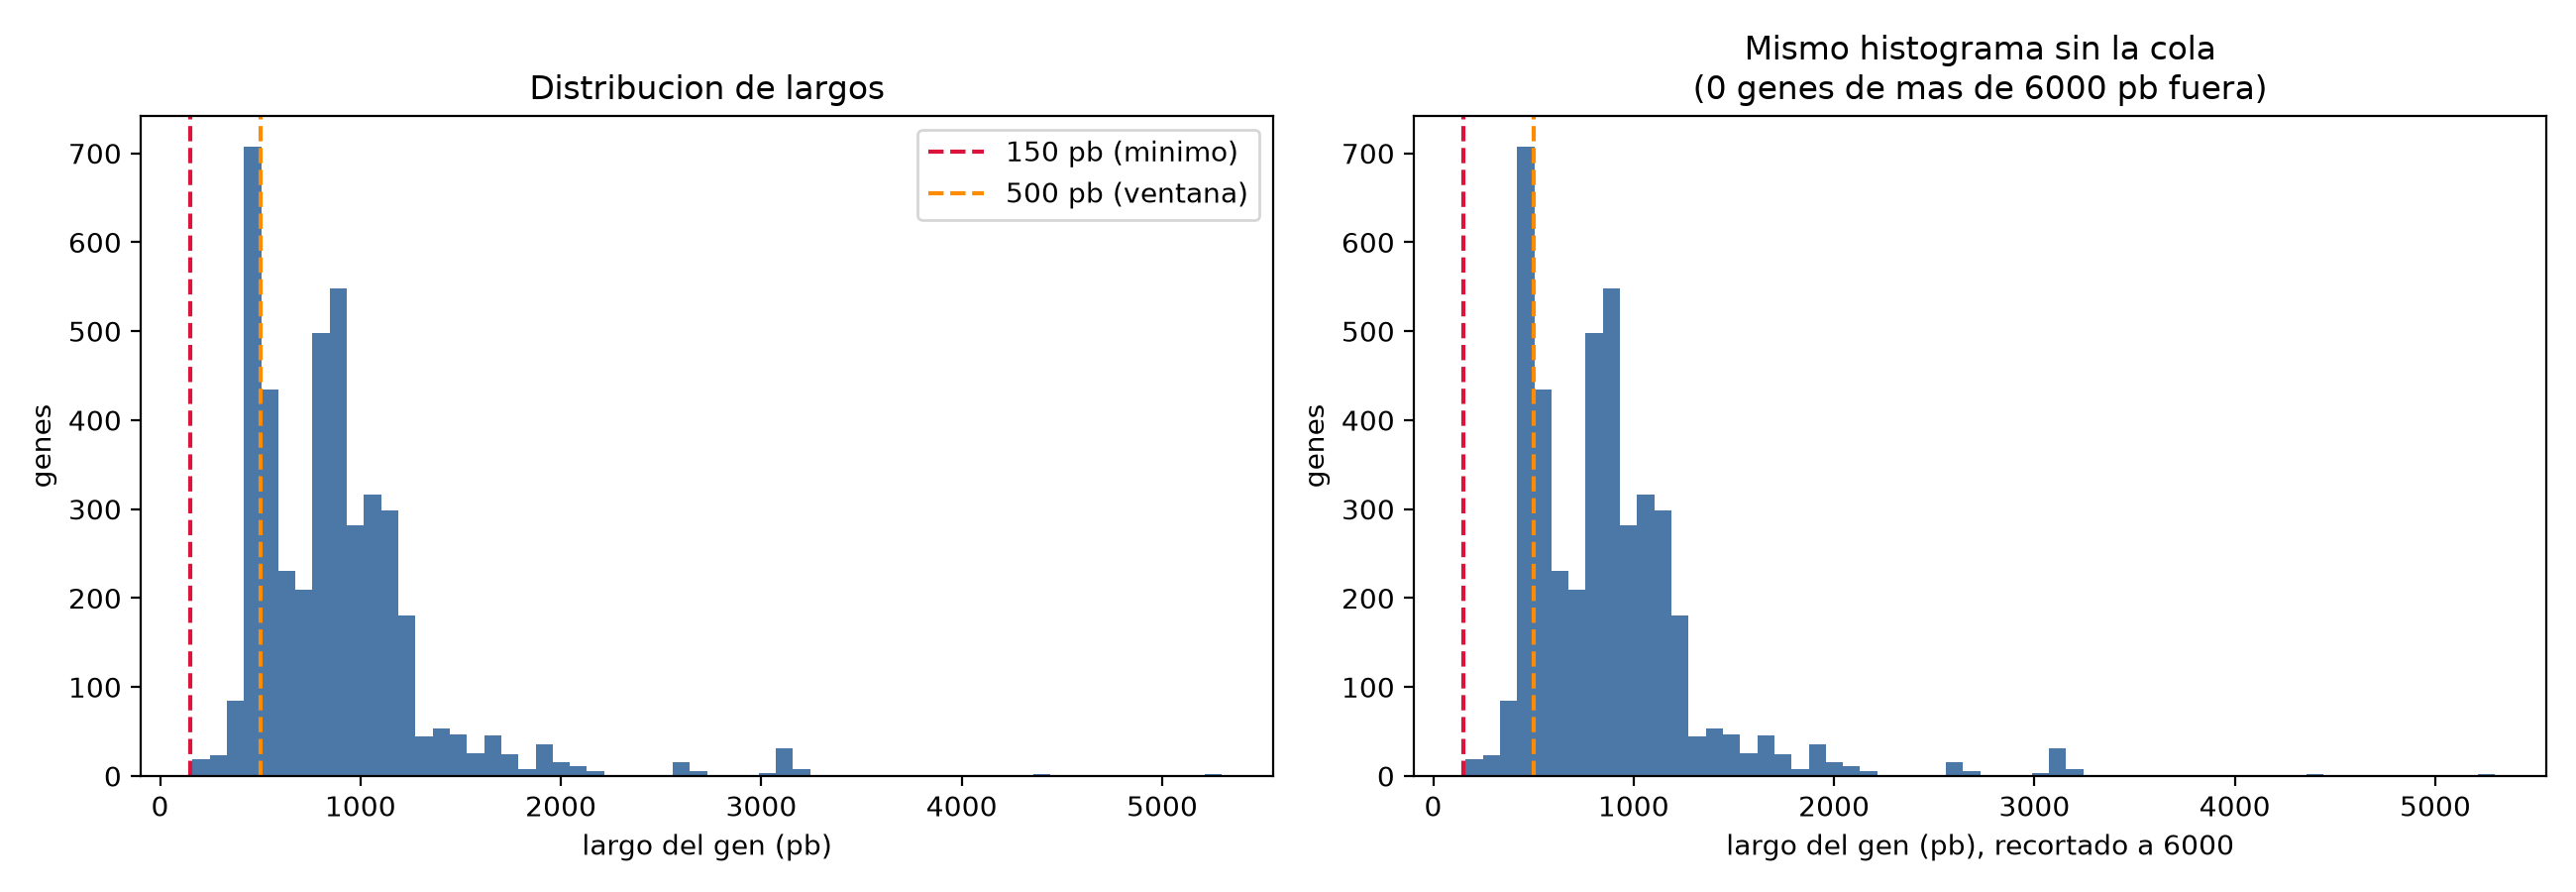 Distribucion de largos
150 pb (minimo)
500 pb (ventana)
700
600
500
400
300
200
100
0
genes
0 1000 2000 3000 4000 5000
largo del gen (pb)
Mismo histograma sin la cola
(0 genes de mas de 6000 pb fuera)
700
600
500
400
300
200
100
0
genes
0 1000 2000 3000 4000 5000
largo del gen (pb), recortado a 6000